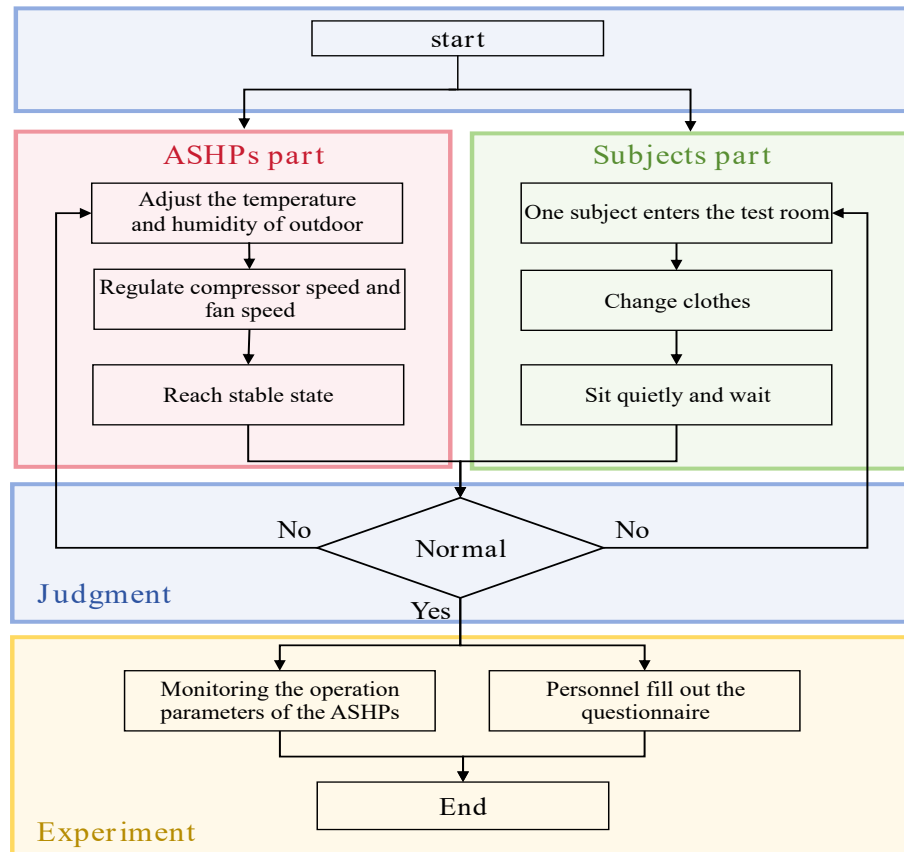 start
ASHPs part
Adjust the temperature
and humidity of outdoor
Regulate compressor speed and
fan speed
Reach stable state
Subjects part
One subject enters the test room
Change clothes
Sit quietly and wait
No
Normal
No
Judgment
Yes
Monitoring the operation
parameters of the ASHPs
Personnel fill out the
questionnaire
End
Experiment